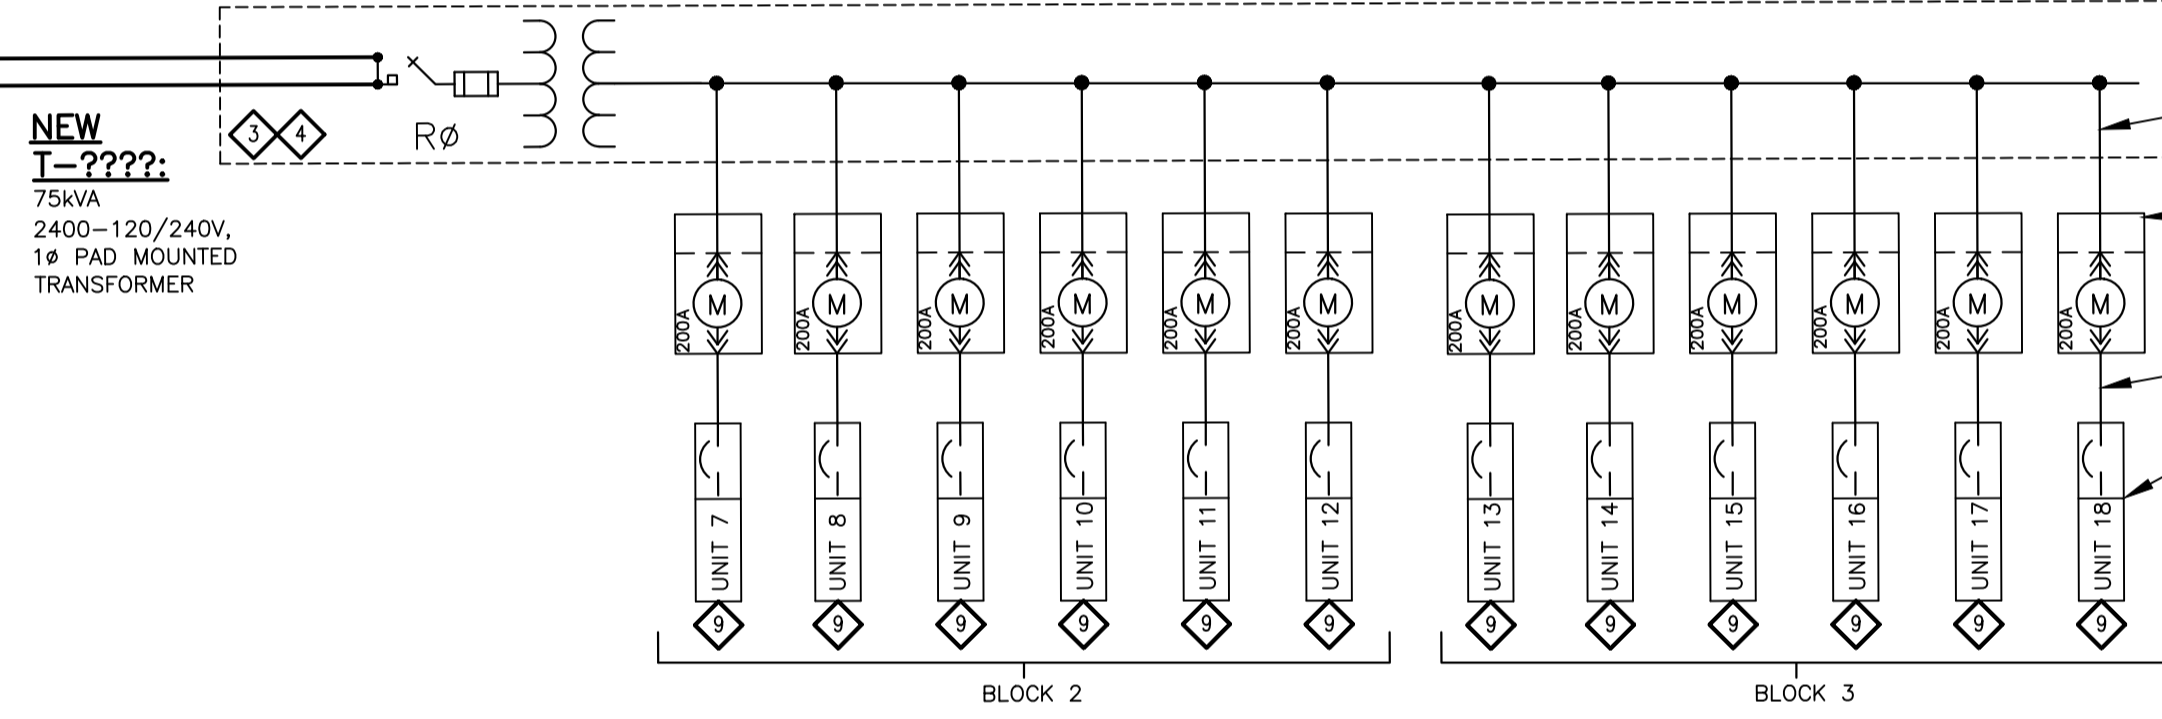 3 4
RØ
NEW
T-????:
75kVA
2400-120/240V,
1ø PAD MOUNTED
TRANSFORMER
M M M M M M M M M M M M
200A 200A 200A 200A 200A 200A 200A 200A 200A 200A 200A 200A
UNIT 7
UNIT 8
UNIT 9
UNIT 10
UNIT 11
UNIT 12
UNIT 13
UNIT 14
UNIT 15
UNIT 16
UNIT 17
UNIT 18
9 9 9 9 9 9 9 9 9 9 9 9
BLOCK 2
BLOCK 3